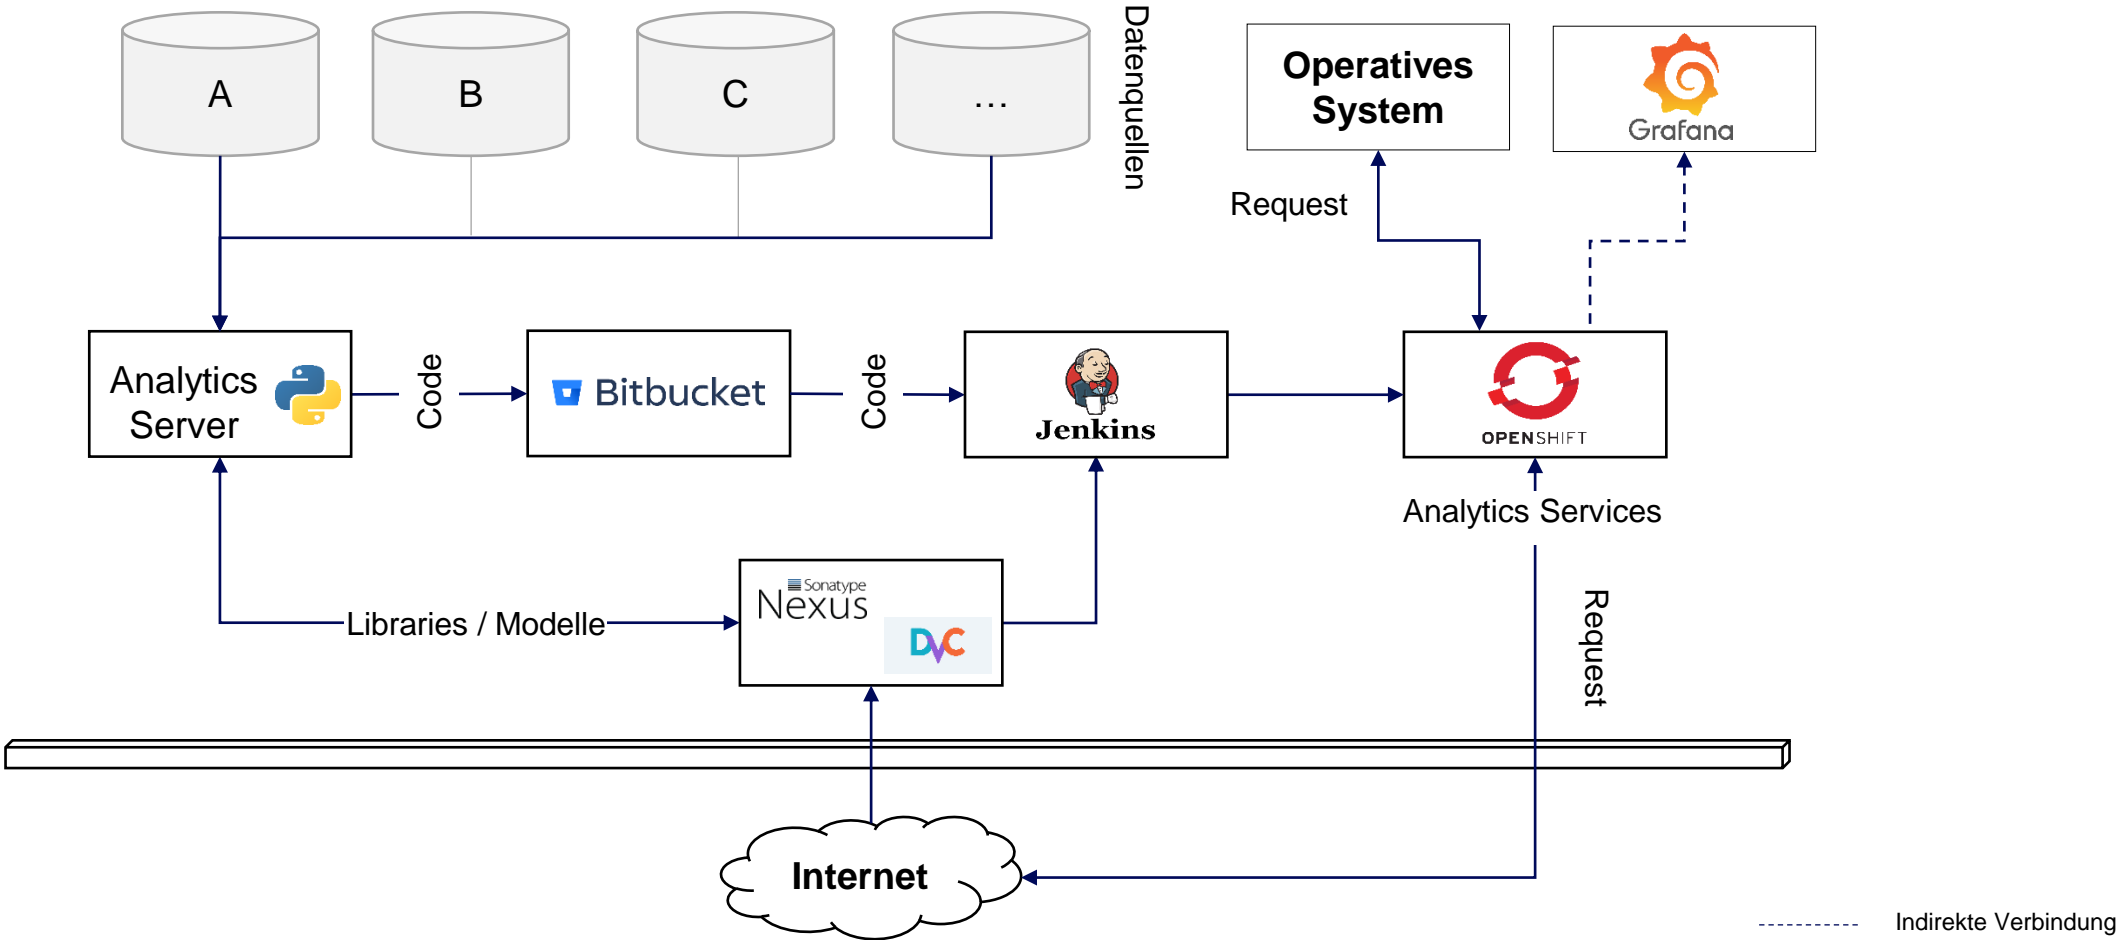 A
B
C
...
Datenquellen
Operatives
System
Grafana
Request
Analytics
Server
Code
Bitbucket
Code
Jenkins
OPENSHIFT
Analytics Services
Sonatype
Nexus
DVC
Libraries / Modelle
Request
Internet
Indirekte Verbindung